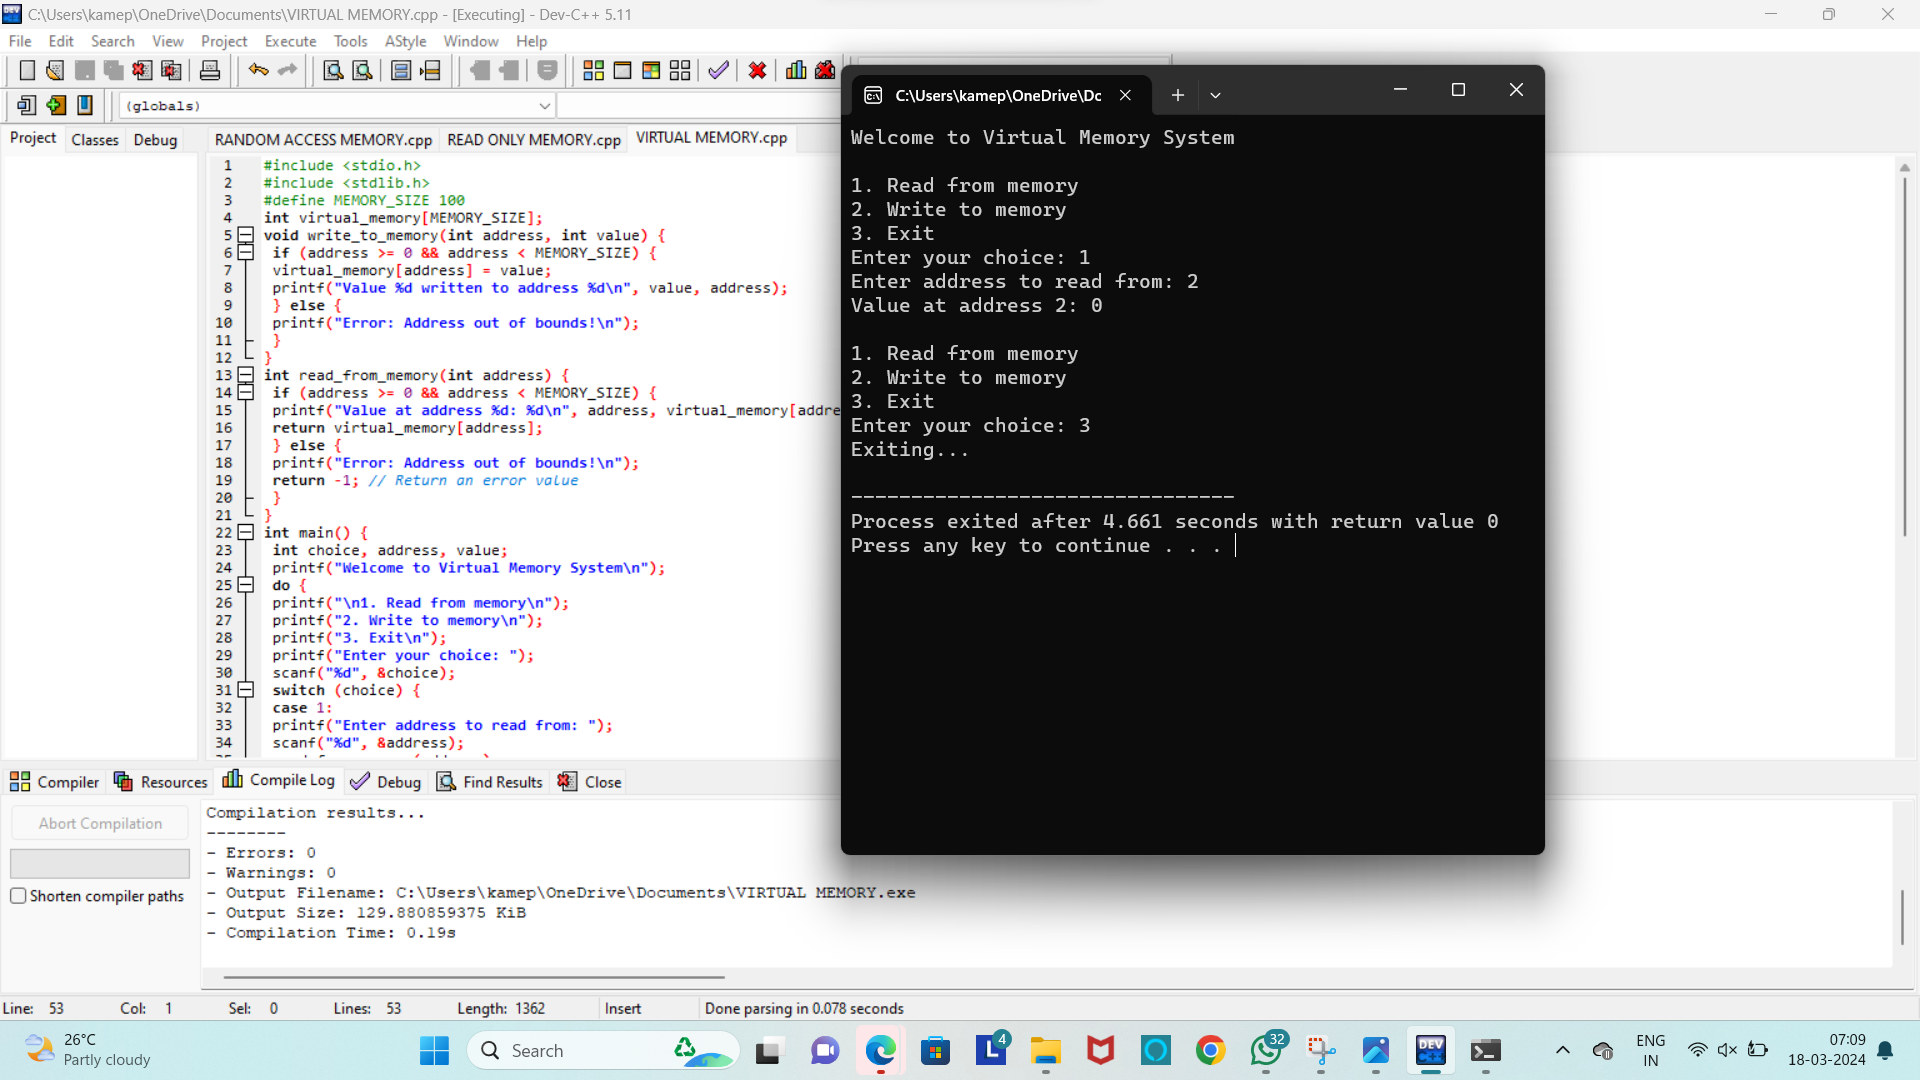 C:\Users\kamep\OneDrive\Documents\VIRTUAL MEMORY.cpp - [Executing] - Dev-C++ 5.11
File Edit Search View Project Execute Tools AStyle Window Help
(globals)
Project Classes Debug
RANDOM ACCESS MEMORY.cpp READ ONLY MEMORY.cpp VIRTUAL MEMORY.cpp
1 #include <stdio.h>
2 #include <stdlib.h>
3 #define MEMORY_SIZE 100
4 int virtual_memory[MEMORY_SIZE];
5 void write_to_memory(int address, int value) {
6 if (address >= 0 && address < MEMORY_SIZE) {
7 virtual_memory[address] = value;
8 printf("Value %d written to address %d\n", value, address);
9 } else {
10 printf("Error: Address out of bounds!\n");
11 }
12 }
13 int read_from_memory(int address) {
14 if (address >= 0 && address < MEMORY_SIZE) {
15 printf("Value at address %d: %d\n", address, virtual_memory[addre
16 return virtual_memory[address];
17 } else {
18 printf("Error: Address out of bounds!\n");
19 return -1; // Return an error value
20 }
21 }
22 int main() {
23 int choice, address, value;
24 printf("Welcome to Virtual Memory System\n");
25 do {
26 printf("\n1. Read from memory\n");
27 printf("2. Write to memory\n");
28 printf("3. Exit\n");
29 printf("Enter your choice: ");
30 scanf("%d", &choice);
31 switch (choice) {
32 case 1:
33 printf("Enter address to read from: ");
34 scanf("%d", &address);
C:\Users\kamep\OneDrive\Dc
Welcome to Virtual Memory System
1. Read from memory
2. Write to memory
3. Exit
Enter your choice: 1
Enter address to read from: 2
Value at address 2: 0
1. Read from memory
2. Write to memory
3. Exit
Enter your choice: 3
Exiting...
--------------------------------
Process exited after 4.661 seconds with return value 0
Press any key to continue . . .
Compiler Resources Compile Log Debug Find Results Close
Abort Compilation
Shorten compiler paths
Compilation results...
--------
- Errors: 0
- Warnings: 0
- Output Filename: C:\Users\kamep\OneDrive\Documents\VIRTUAL MEMORY.exe
- Output Size: 129.880859375 KiB
- Compilation Time: 0.19s
Line: 53 Col: 1 Sel: 0 Lines: 53 Length: 1362 Insert Done parsing in 0.078 seconds
26°C
Partly cloudy
Search
4
32
DEV
C++
ENG
IN
07:09
18-03-2024